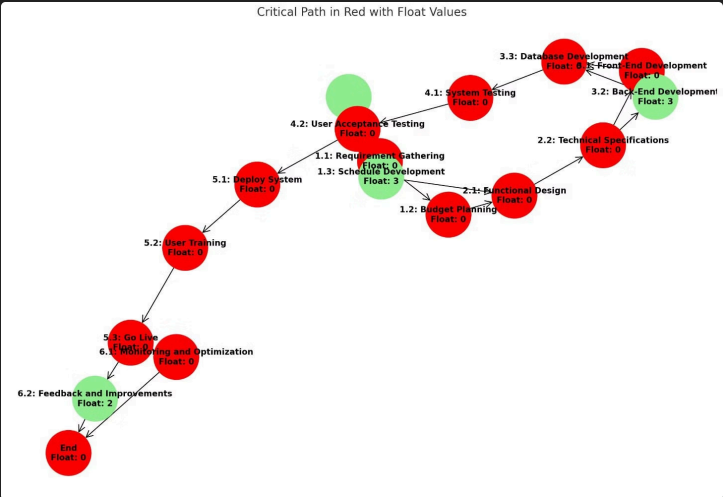 Critical Path in Red with Float Values
3.3: Database Development
Float: 0
3.1: Front-End Development
Float: 0
3.2: Back-End Development
Float: 3
4.1: System Testing
Float: 0
4.2: User Acceptance Testing
Float: 0
2.2: Technical Specifications
Float: 0
1.1: Requirement Gathering
Float: 0
1.3: Schedule Development
Float: 3
5.1: Deploy System
Float: 0
2.1: Functional Design
Float: 0
1.2: Budget Planning
Float: 0
5.2: User Training
Float: 0
5.3: Go Live
Float: 0
6.1: Monitoring and Optimization
Float: 0
6.2: Feedback and Improvements
Float: 2
End
Float: 0